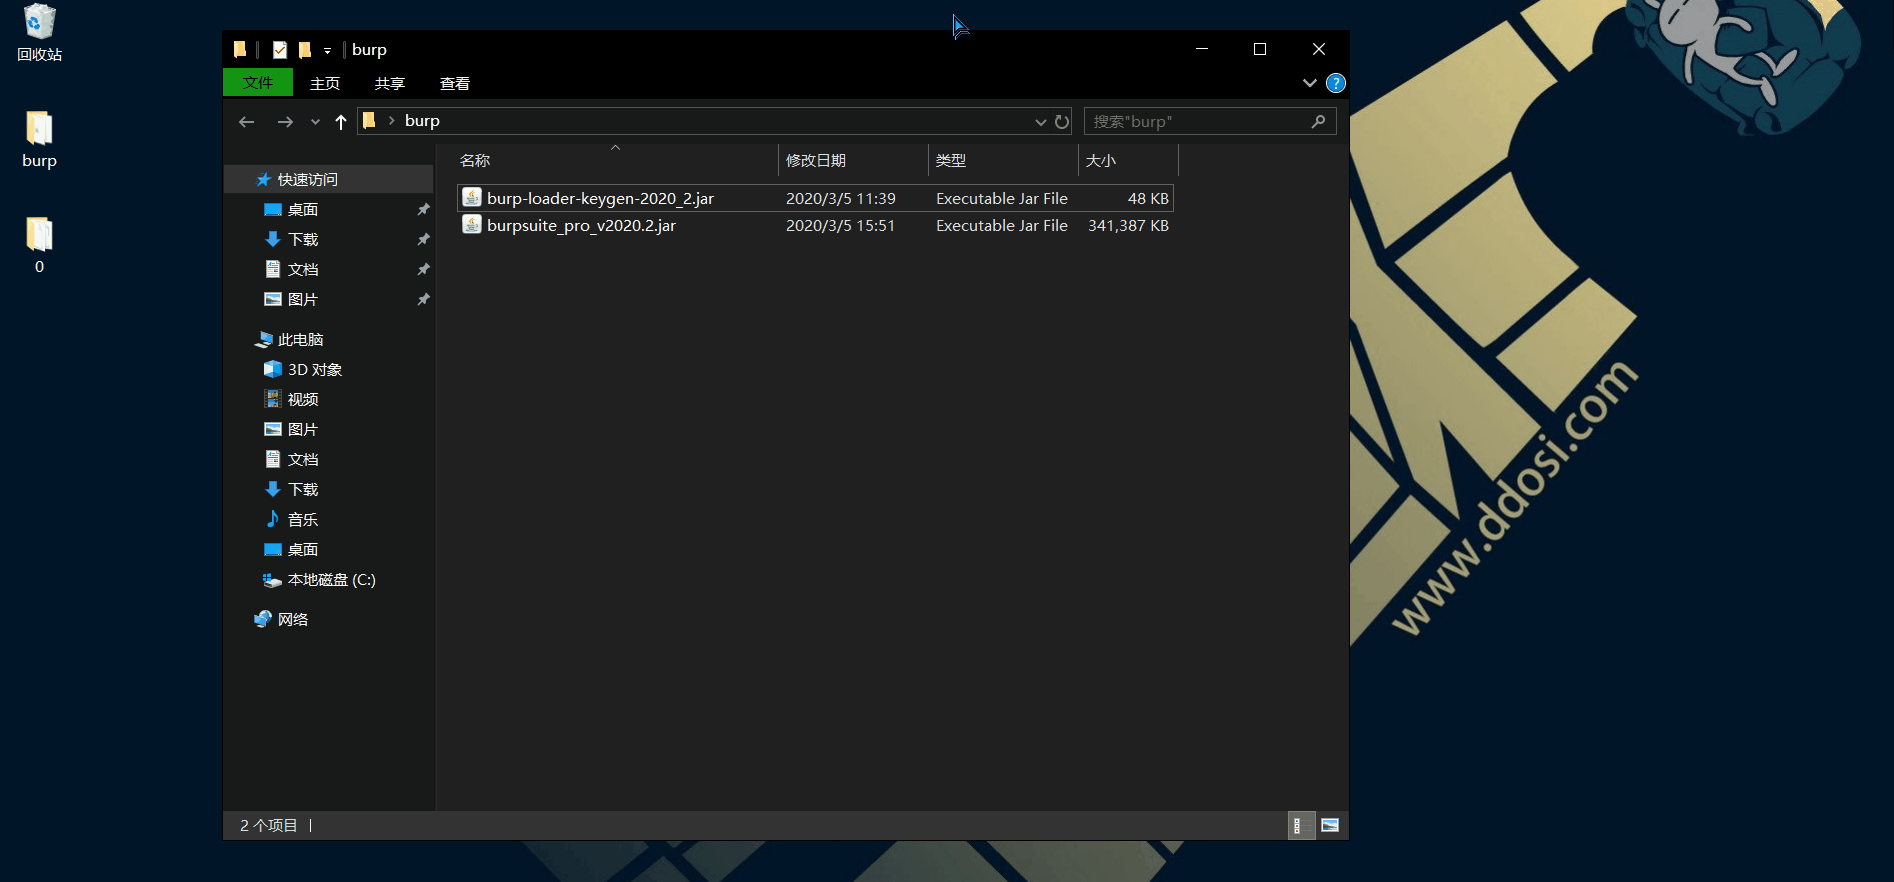 回收站
burp
0
burp
文件 主页 共享 查看
burp
搜索"burp"
名称 修改日期 类型 大小
burp-loader-keygen-2020_2.jar 2020/3/5 11:39 Executable Jar File 48 KB
burpsuite_pro_v2020.2.jar 2020/3/5 15:51 Executable Jar File 341,387 KB
快速访问
桌面
下载
文档
图片
此电脑
3D 对象
视频
图片
文档
下载
音乐
桌面
本地磁盘 (C:)
网络
2 个项目
www.ddosi.com